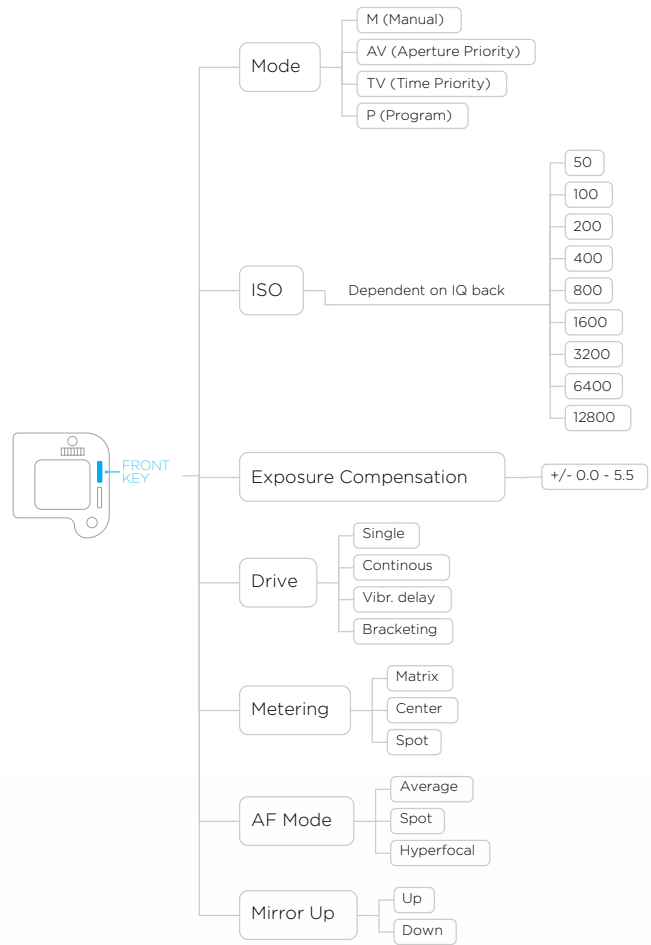 FRONT
KEY
Mode
M (Manual)
AV (Aperture Priority)
TV (Time Priority)
P (Program)
ISO
Dependent on IQ back
50
100
200
400
800
1600
3200
6400
12800
Exposure Compensation
+/- 0.0 - 5.5
Drive
Single
Continous
Vibr. delay
Bracketing
Metering
Matrix
Center
Spot
AF Mode
Average
Spot
Hyperfocal
Mirror Up
Up
Down